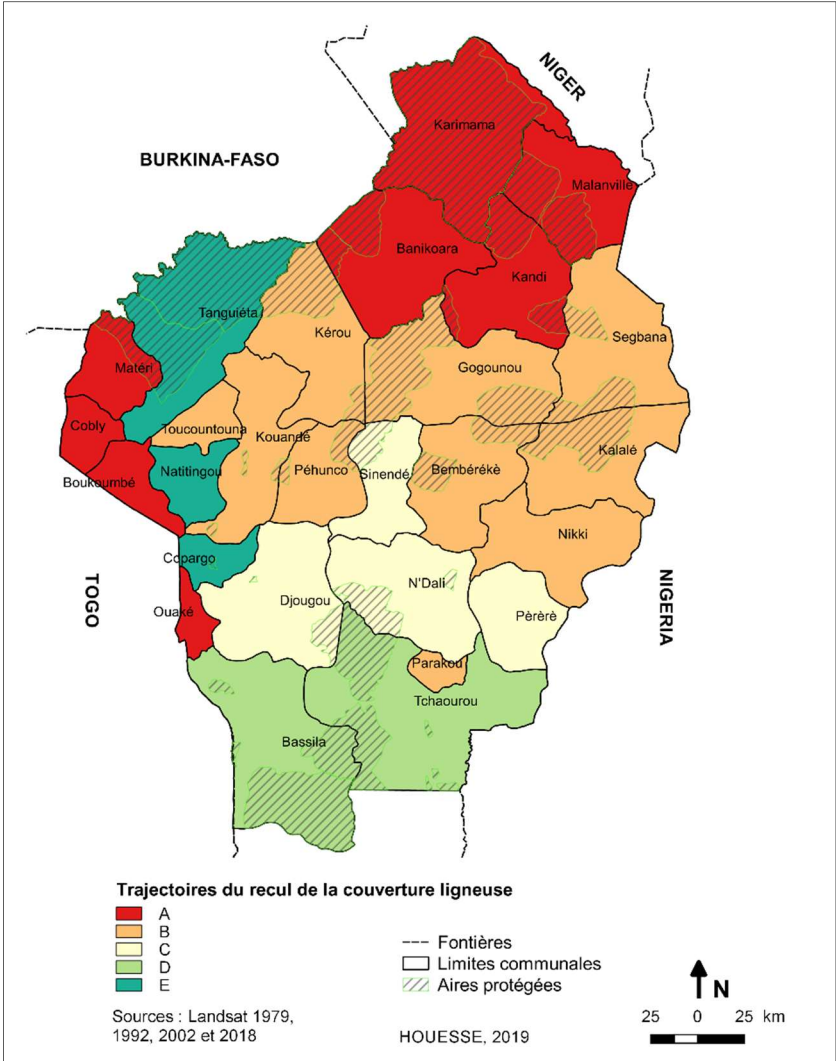 NIGER
Karimama
BURKINA-FASO
Malanville
Banikoara
Kandi
Tanguiéta
Kérou
Segbana
Matéri
Gogounou
Cobly
Toucountouna
Kouandé
Kalalé
Natitingou
Péhunco
Sinendé
Bembérékè
Boukoumbé
Nikki
Copargo
TOGO
N'Dali
NIGERIA
Ouaké
Djougou
Pèrèrè
Parakou
Tchaourou
Bassila
Trajectoires du recul de la couverture ligneuse
A
B
C
D
E
Fontières
Limites communales
Aires protégées
N
Sources : Landsat 1979,
1992, 2002 et 2018
HOUESSE, 2019
25 0 25 km